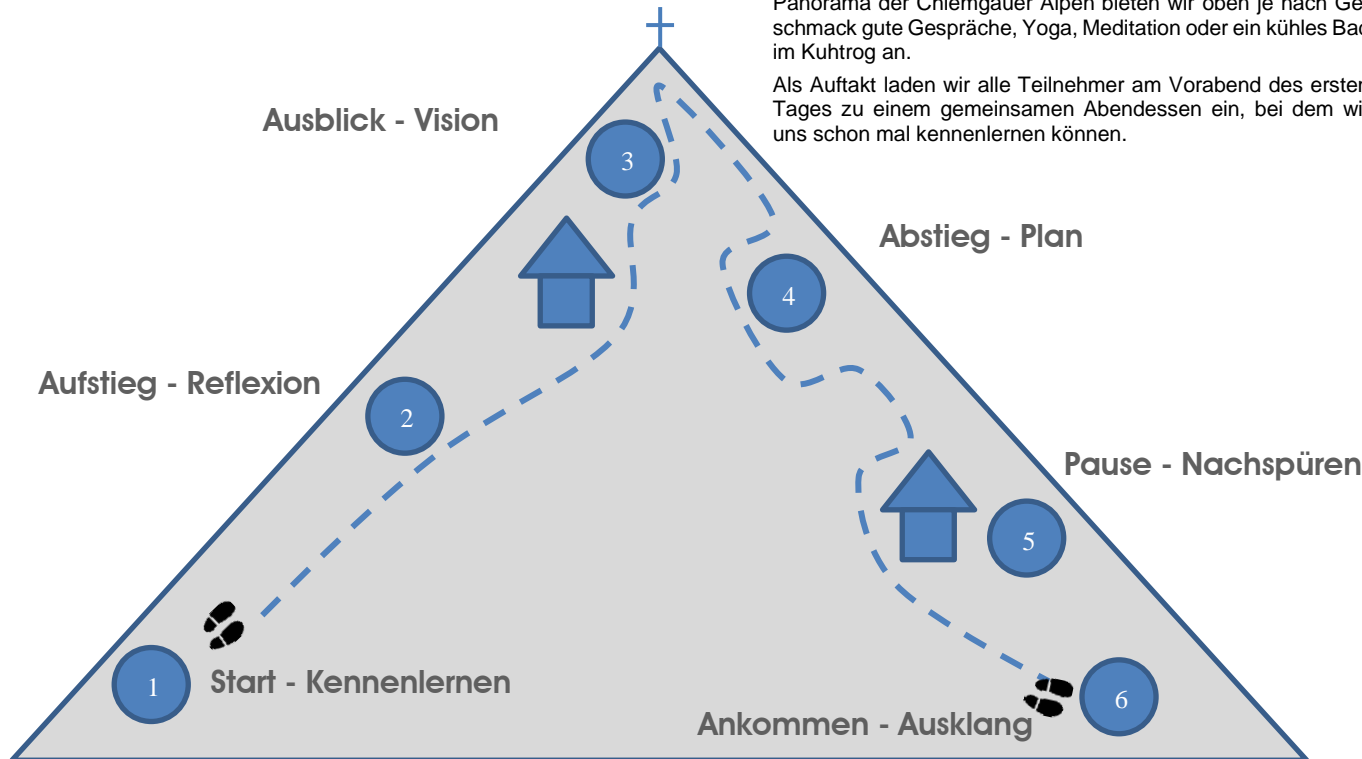 Panorama der Chiemgauer Alpen bieten wir oben je nach Ge-
schmack gute Gespräche, Yoga, Meditation oder ein kühles Bad
im Kuhtrog an.
Als Auftakt laden wir alle Teilnehmer am Vorabend des ersten
Tages zu einem gemeinsamen Abendessen ein, bei dem wi
uns schon mal kennenlernen können.
Ausblick - Vision
3
Abstieg - Plan
4
Aufstieg - Reflexion
2
Pause - Nachspüren
5
1
Start - Kennenlernen
6
Ankommen - Ausklang